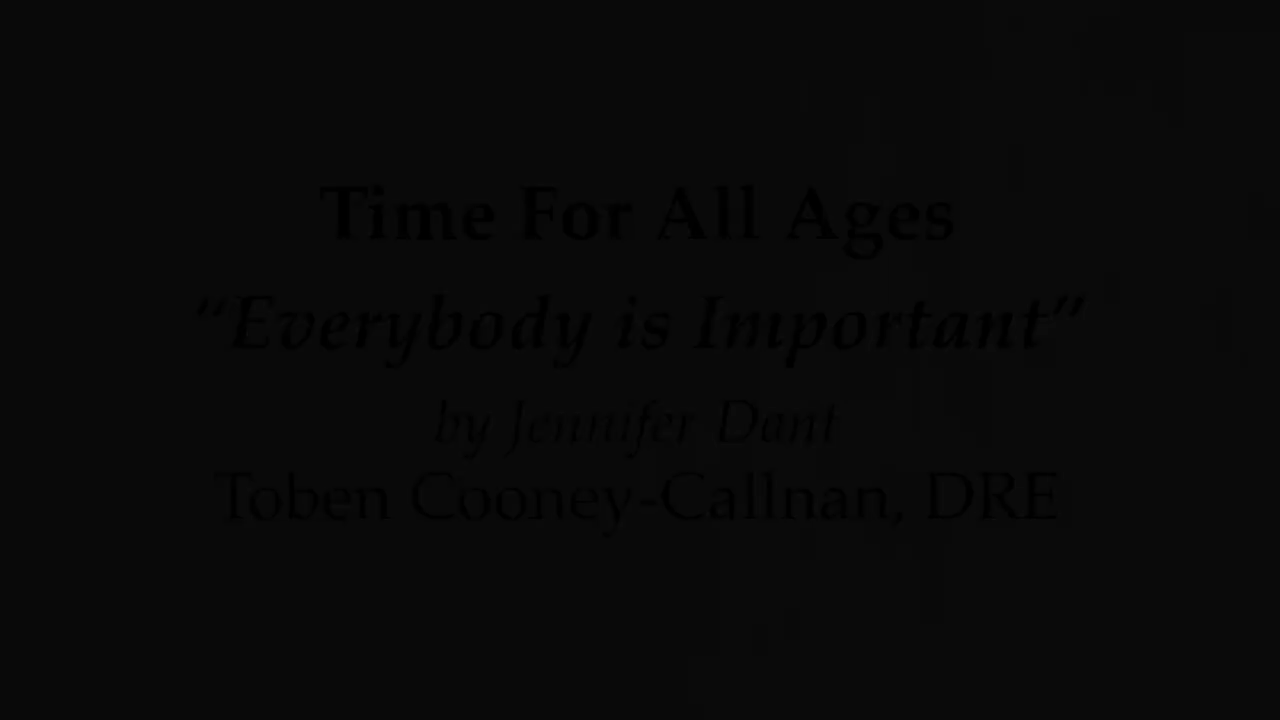 Time For All Ages
“Everybody is Important”
by Jennifer Dant
Toben Cooney-Callnan, DRE